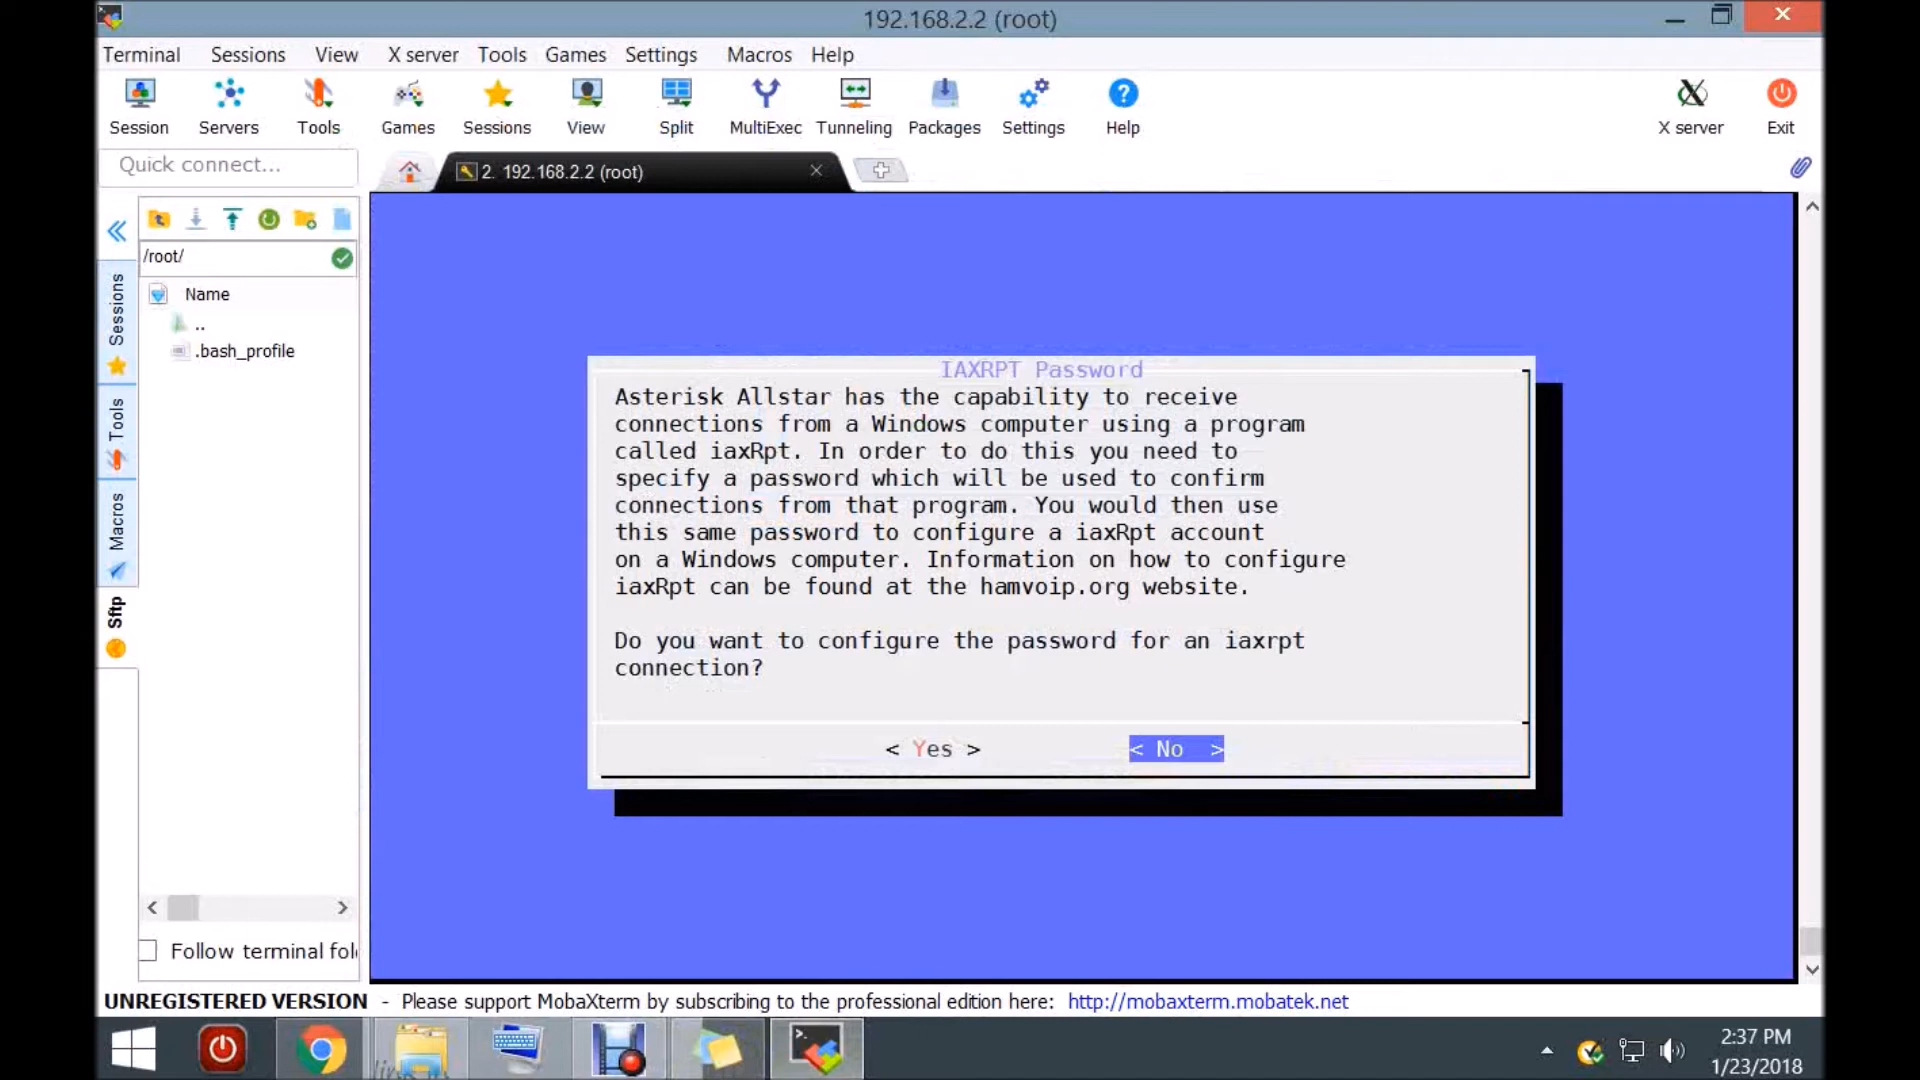 192.168.2.2 (root)
Terminal Sessions View X server Tools Games Settings Macros Help
Session Servers Tools Games Sessions View Split MultiExec Tunneling Packages Settings Help X server Exit
Quick connect...
2. 192.168.2.2 (root)
/root/
Name
..
.bash_profile
Sessions
Tools
Macros
Sftp
IAXRPT Password
Asterisk Allstar has the capability to receive
connections from a Windows computer using a program
called iaxRpt. In order to do this you need to
specify a password which will be used to confirm
connections from that program. You would then use
this same password to configure a iaxRpt account
on a Windows computer. Information on how to configure
iaxRpt can be found at the hamvoip.org website.
Do you want to configure the password for an iaxrpt
connection?
< Yes > < No >
Follow terminal fol
UNREGISTERED VERSION - Please support MobaXterm by subscribing to the professional edition here: http://mobaxterm.mobatek.net
2:37 PM
1/23/2018